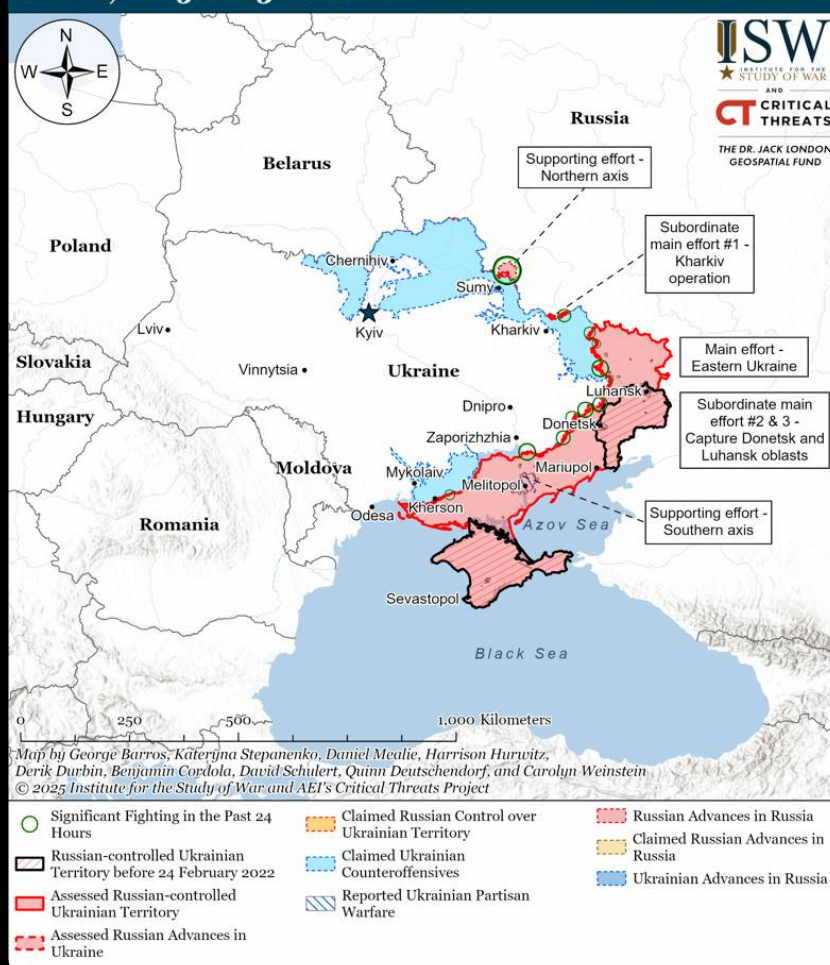 N
W E
S
ISW
INSTITUTE FOR THE
STUDY OF WAR
AND
CT CRITICAL
THREATS
THE DR. JACK LONDON
GEOSPATIAL FUND
Russia
Supporting effort -
Northern axis
Belarus
Subordinate
main effort #1 -
Kharkiv
operation
Poland
Chernihiv
Sumy
Lviv
Kyiv
Kharkiv
Slovakia
Vinnytsia
Ukraine
Main effort -
Eastern Ukraine
Luhansk
Hungary
Dnipro
Donetsk
Subordinate main
effort #2 & 3 -
Capture Donetsk and
Luhansk oblasts
Zaporizhzhia
Moldova
Mykolaiv
Mariupol
Melitopol
Kherson
Odesa
Romania
Azov Sea
Supporting effort -
Southern axis
Sevastopol
Black Sea
0 250 500 1,000 Kilometers
Map by George Barros, Kateryna Stepanenko, Daniel Mealie, Harrison Hurwitz,
Derik Durbin, Benjamin Cordola, David Schulert, Quinn Deutschendorf, and Carolyn Weinstein
© 2025 Institute for the Study of War and AEI's Critical Threats Project
Significant Fighting in the Past 24
Hours
Russian-controlled Ukrainian
Territory before 24 February 2022
Assessed Russian-controlled
Ukrainian Territory
Assessed Russian Advances in
Ukraine
Claimed Russian Control over
Ukrainian Territory
Claimed Ukrainian
Counteroffensives
Reported Ukrainian Partisan
Warfare
Russian Advances in Russia
Claimed Russian Advances in
Russia
Ukrainian Advances in Russia